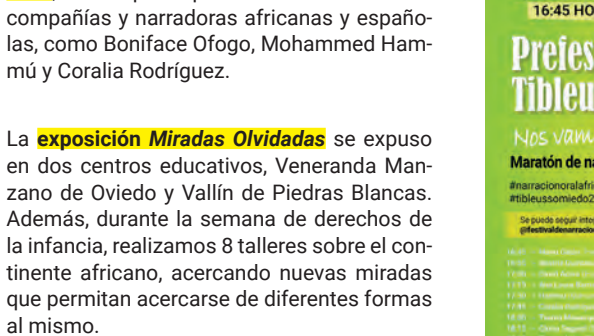 compañías y narradoras africanas y españo-
las, como Boniface Ofogo, Mohammed Ham-
mú y Coralia Rodríguez.
La exposición Miradas Olvidadas se expuso
en dos centros educativos, Veneranda Man-
zano de Oviedo y Vallín de Piedras Blancas.
Además, durante la semana de derechos de
la infancia, realizamos 8 talleres sobre el con-
tinente africano, acercando nuevas miradas
que permitan acercarse de diferentes formas
al mismo.
16:45 HO
Prefes
Tibleu
Nos vam
Maratón de na
#narracionoralafri
#tibleussomiedo2
Se puede seguir inte
@festivaldenarracio